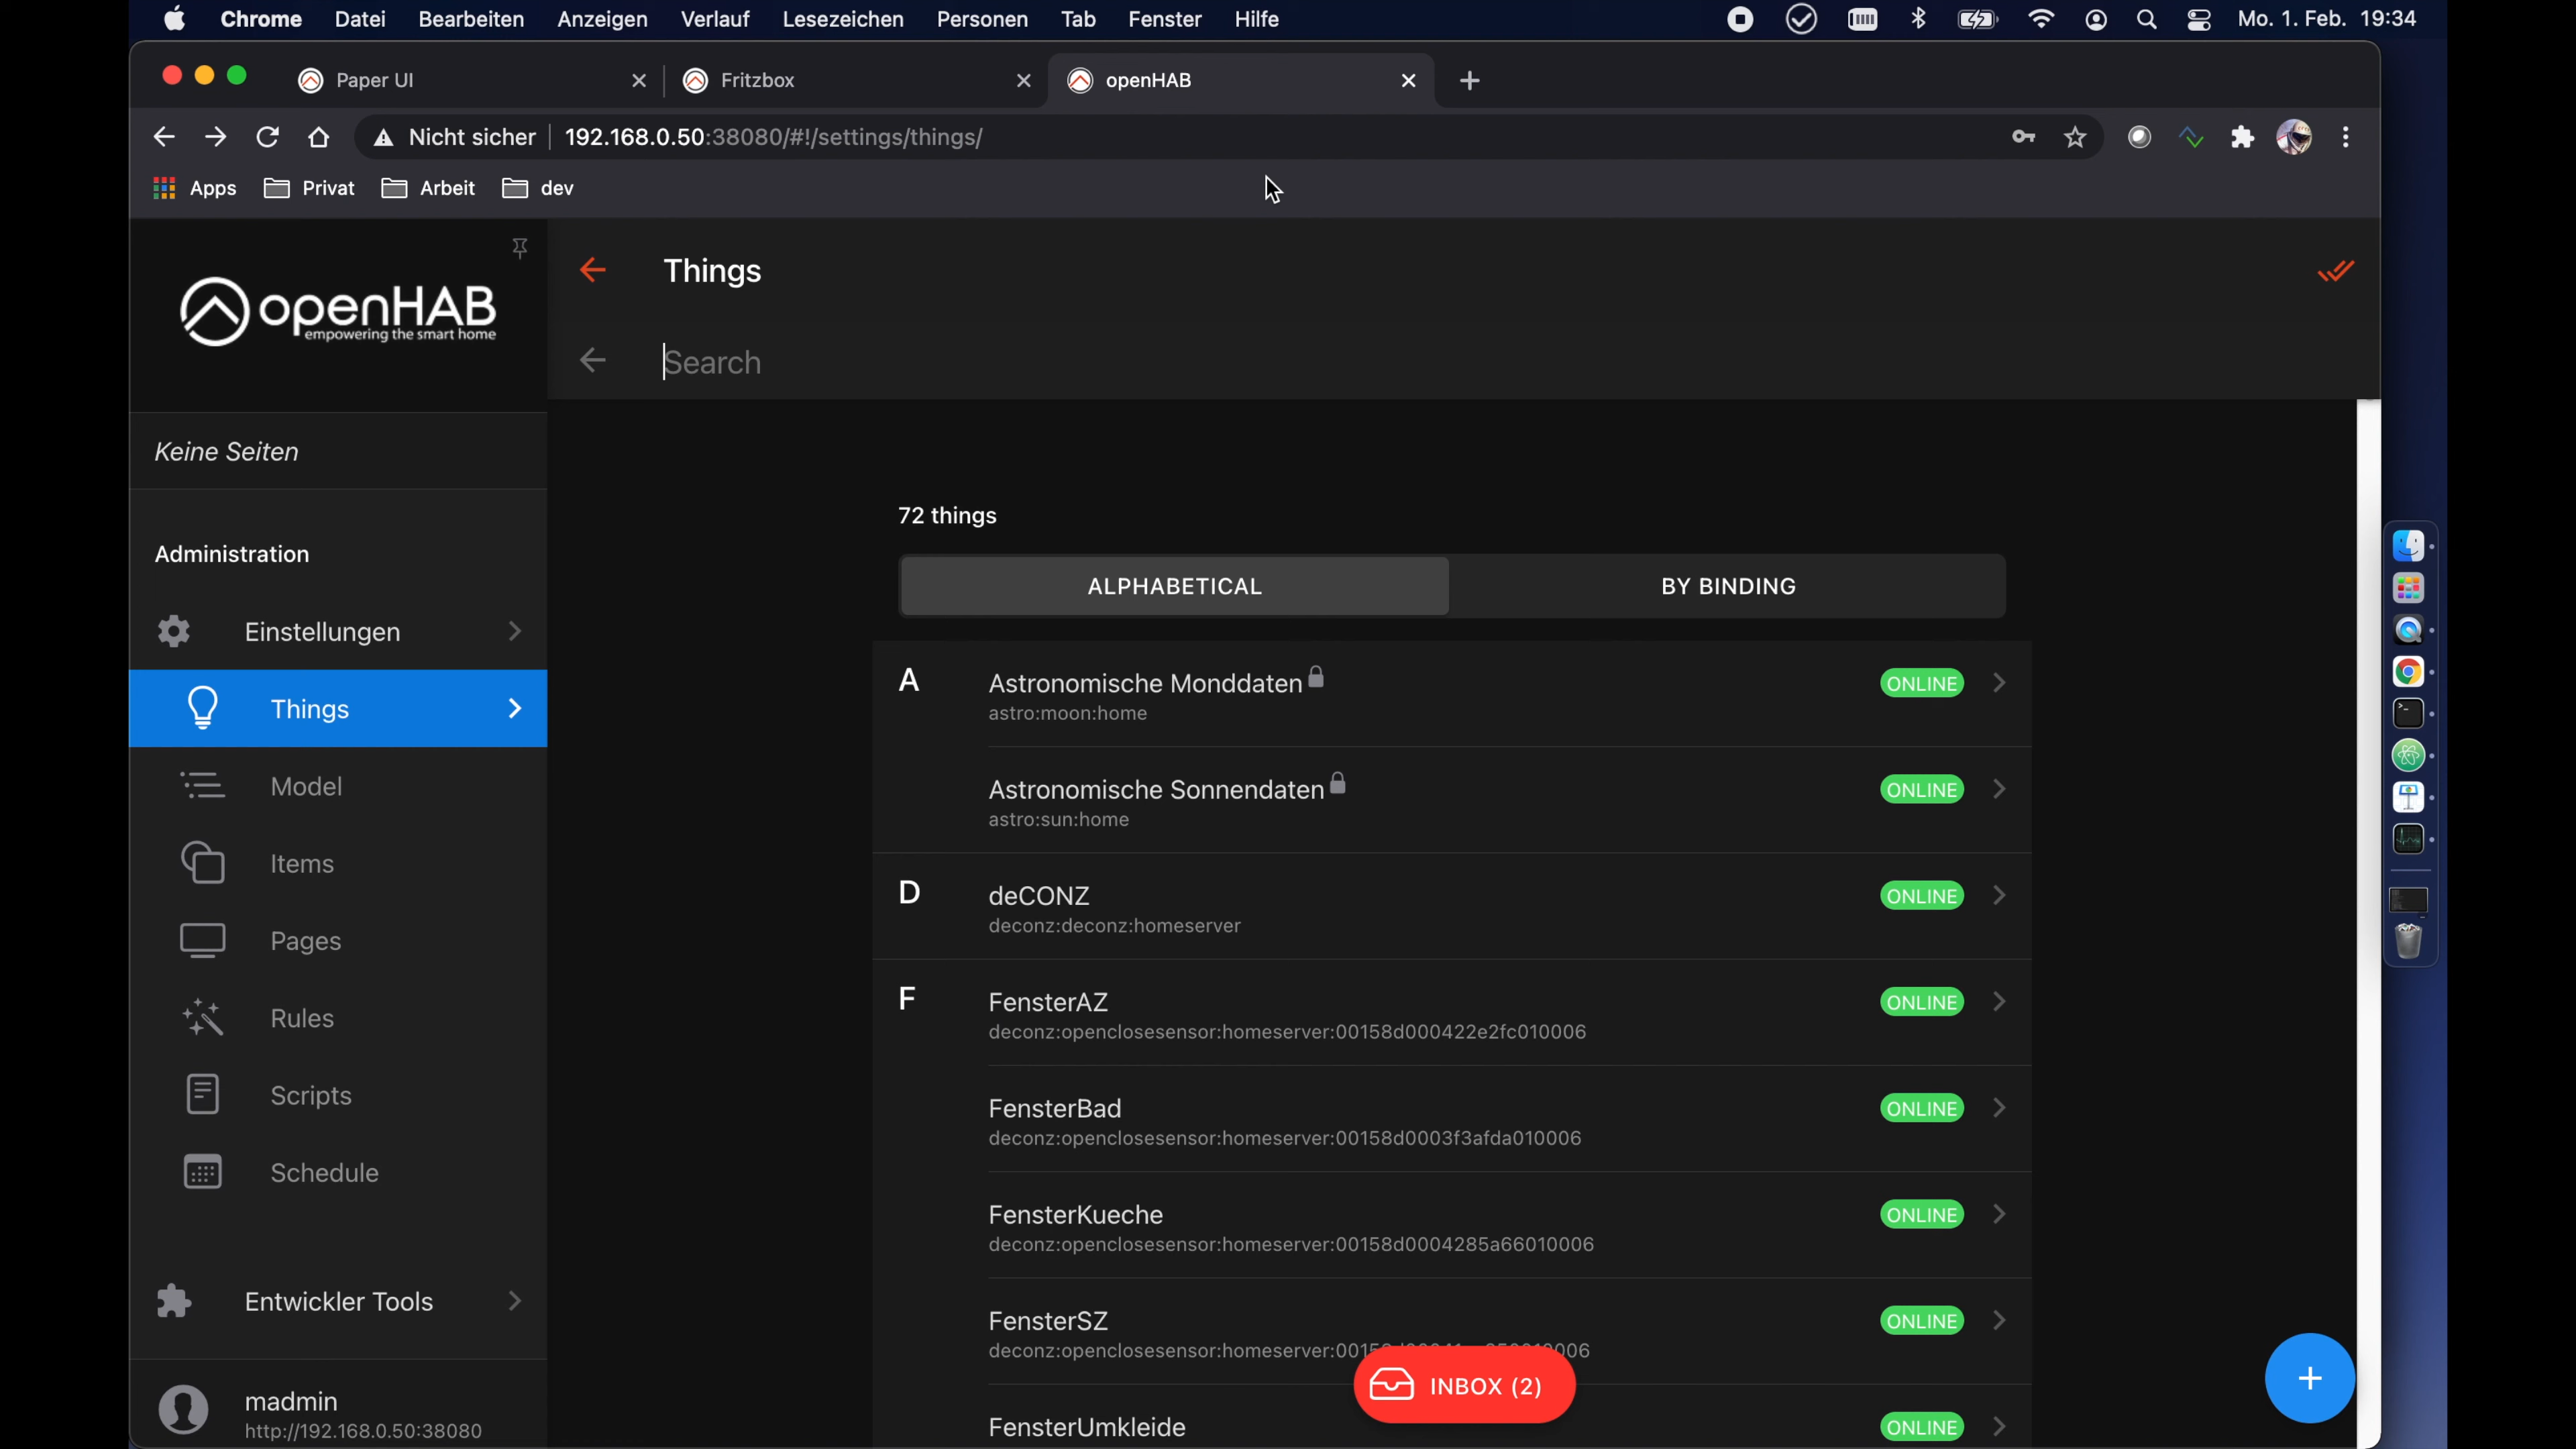 Chrome Datei Bearbeiten Anzeigen Verlauf Lesezeichen Personen Tab Fenster Hilfe Mo. 1. Feb. 19:34
Paper UI Fritzbox openHAB
Nicht sicher 192.168.0.50:38080/#!/settings/things/
Apps Privat Arbeit dev
openHAB
empowering the smart home
Keine Seiten
Administration
Einstellungen
Things
Model
Items
Pages
Rules
Scripts
Schedule
Entwickler Tools
madmin
http://192.168.0.50:38080
Things
Search
72 things
ALPHABETICAL BY BINDING
A Astronomische Monddaten ONLINE
astro:moon:home
Astronomische Sonnendaten ONLINE
astro:sun:home
D deCONZ ONLINE
deconz:deconz:homeserver
F FensterAZ ONLINE
deconz:openclosesensor:homeserver:00158d000422e2fc010006
FensterBad ONLINE
deconz:openclosesensor:homeserver:00158d0003f3afda010006
FensterKueche ONLINE
deconz:openclosesensor:homeserver:00158d0004285a66010006
FensterSZ ONLINE
INBOX (2)
FensterUmkleide ONLINE